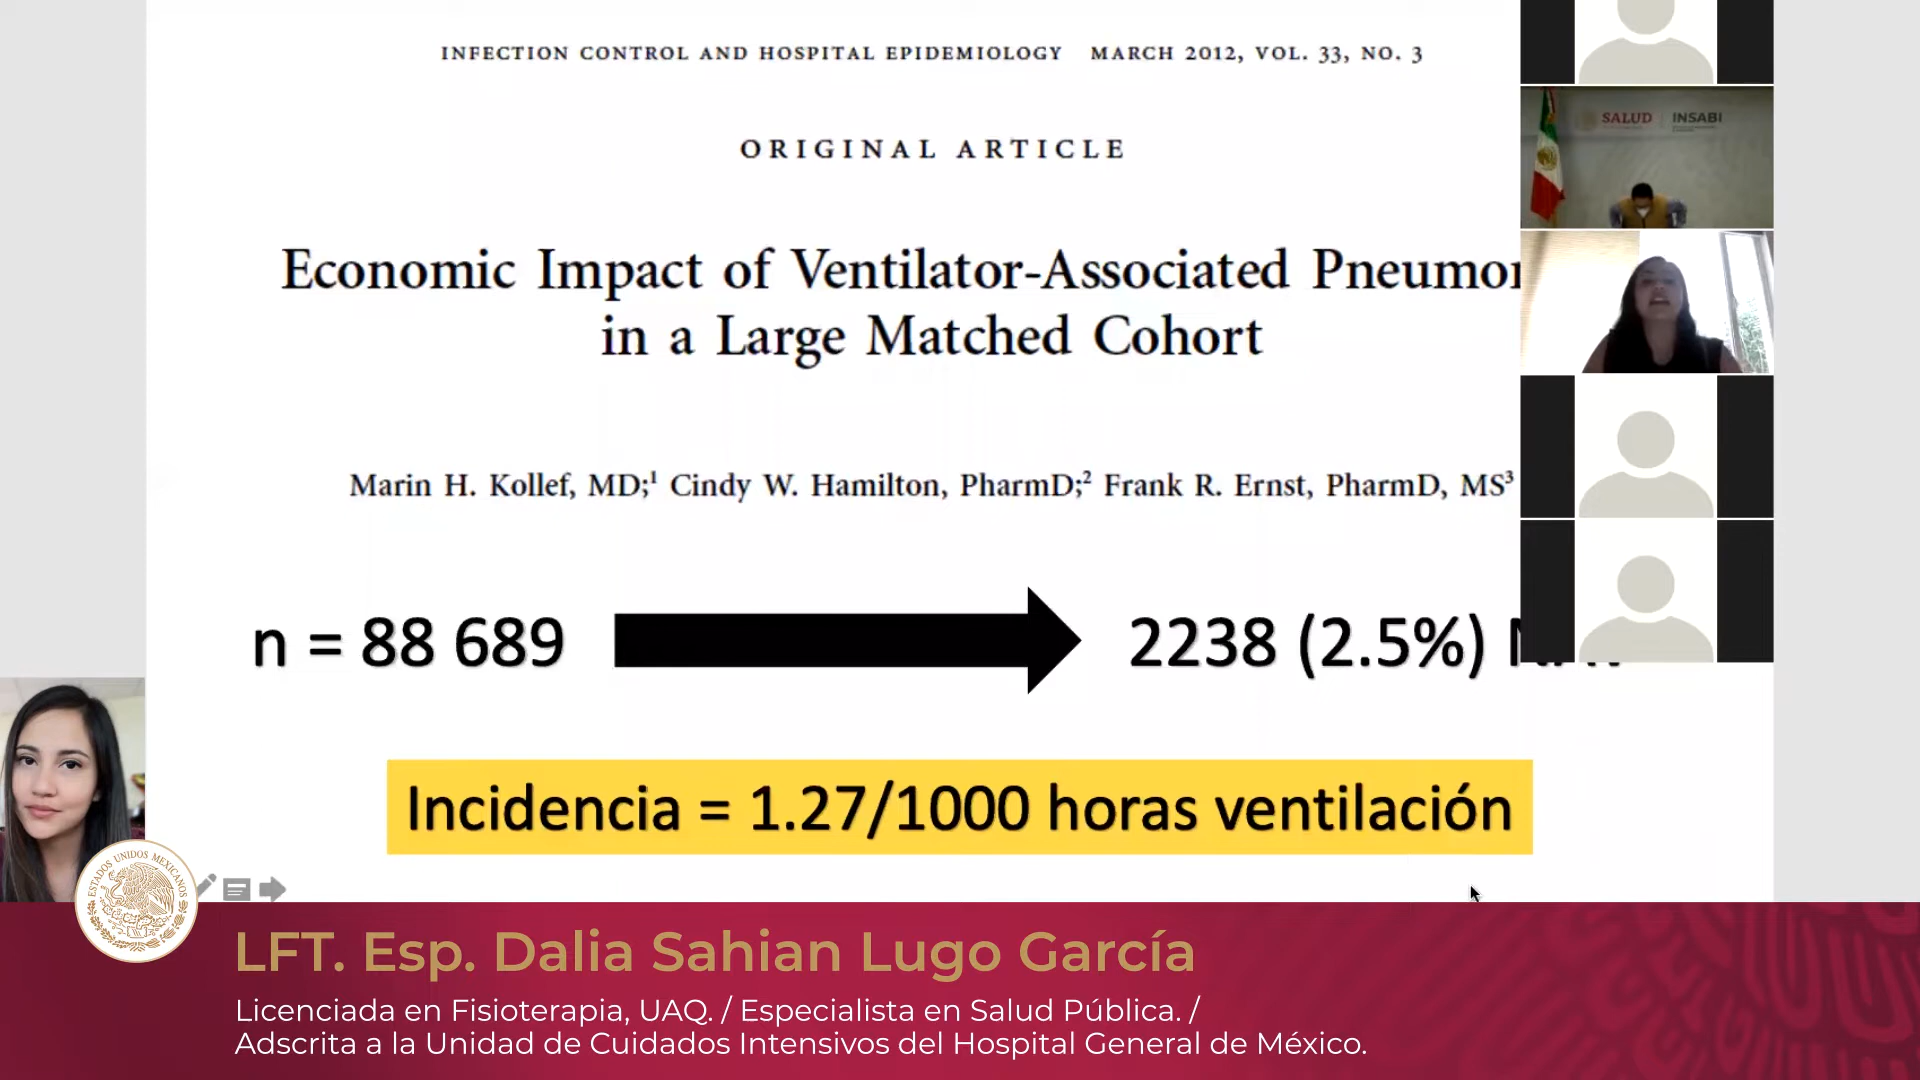 INFECTION CONTROL AND HOSPITAL EPIDEMIOLOGY MARCH 2012, VOL. 33, NO. 3
ORIGINAL ARTICLE
Economic Impact of Ventilator-Associated
in a Large Matched Cohort
Marin H. Kollef, MD;¹ Cindy W. Hamilton, PharmD;² Frank R. Ernst, PharmD, MS³
n = 88 689 2238 (2.5%)
Incidencia = 1.27/1000 horas ventilación
SALUD INSABI
ESTADOS UNIDOS MEXICANOS
LFT. Esp. Dalia Sahian Lugo García
Licenciada en Fisioterapia, UAQ. / Especialista en Salud Pública. /
Adscrita a la Unidad de Cuidados Intensivos del Hospital General de México.